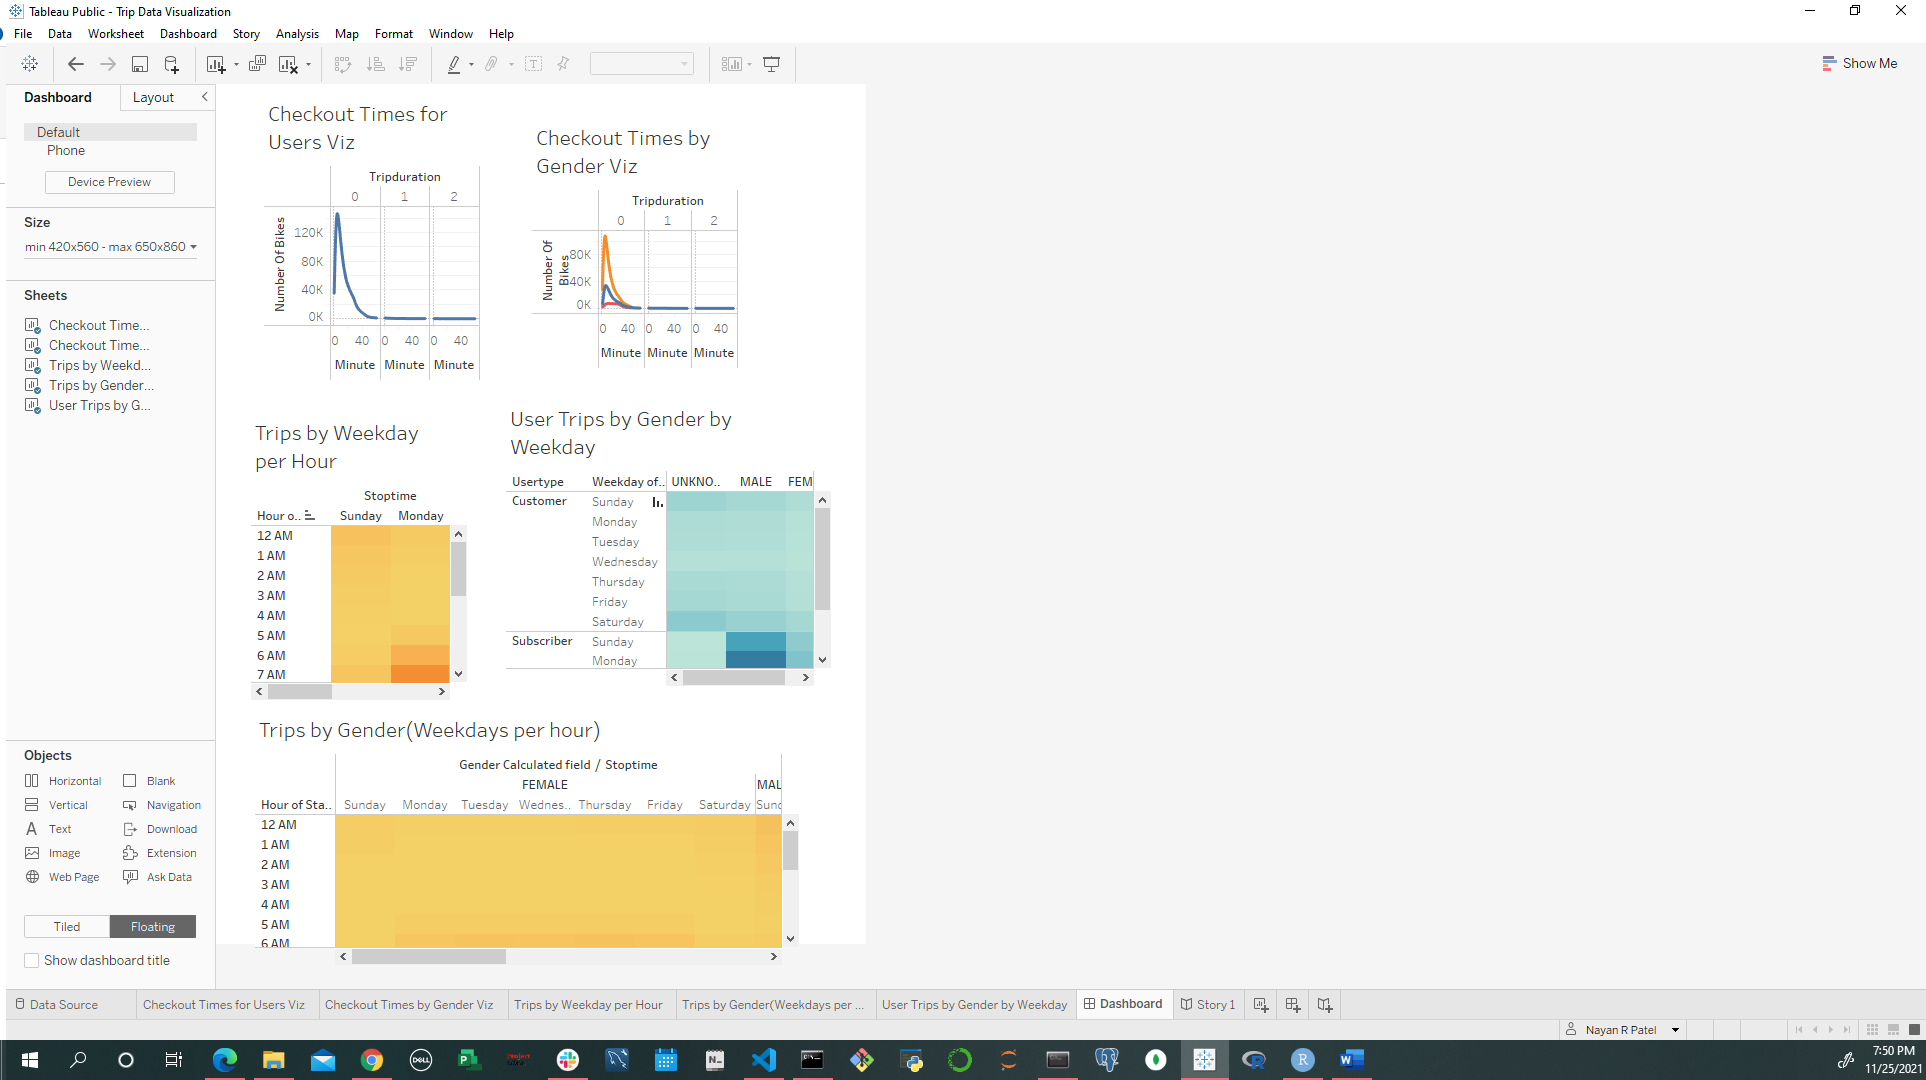 Tableau Public - Trip Data Visualization
File Data Worksheet Dashboard Story Analysis Map Format Window Help
Show Me
Dashboard Layout
Default
Phone
Device Preview
Size
min 420x560 - max 650x860
Sheets
Checkout Time...
Checkout Time...
Trips by Weekd...
Trips by Gender...
User Trips by G...
Objects
Horizontal Blank
Vertical Navigation
Text Download
Image Extension
Web Page Ask Data
Tiled Floating
Show dashboard title
Checkout Times for
Users Viz
Tripduration
0 1 2
Number Of Bikes
120K
80K
40K
0K
0 40 0 40 0 40
Minute Minute Minute
Checkout Times by
Gender Viz
Tripduration
0 1 2
Number Of
Bikes
80K
40K
0K
0 40 0 40 0 40
Minute Minute Minute
Trips by Weekday
per Hour
Stoptime
Hour o.. Sunday Monday
12 AM
1 AM
2 AM
3 AM
4 AM
5 AM
6 AM
7 AM
User Trips by Gender by
Weekday
Usertype Weekday of.. UNKNO.. MALE FEM
Customer Sunday
Monday
Tuesday
Wednesday
Thursday
Friday
Saturday
Subscriber Sunday
Monday
Trips by Gender(Weekdays per hour)
Gender Calculated field / Stoptime
FEMALE MAL
Hour of Sta.. Sunday Monday Tuesday Wednes.. Thursday Friday Saturday Sund
12 AM
1 AM
2 AM
3 AM
4 AM
5 AM
6 AM
Data Source Checkout Times for Users Viz Checkout Times by Gender Viz Trips by Weekday per Hour Trips by Gender(Weekdays per ... User Trips by Gender by Weekday Dashboard Story 1
Nayan R Patel
DELL
7:50 PM
11/25/2021